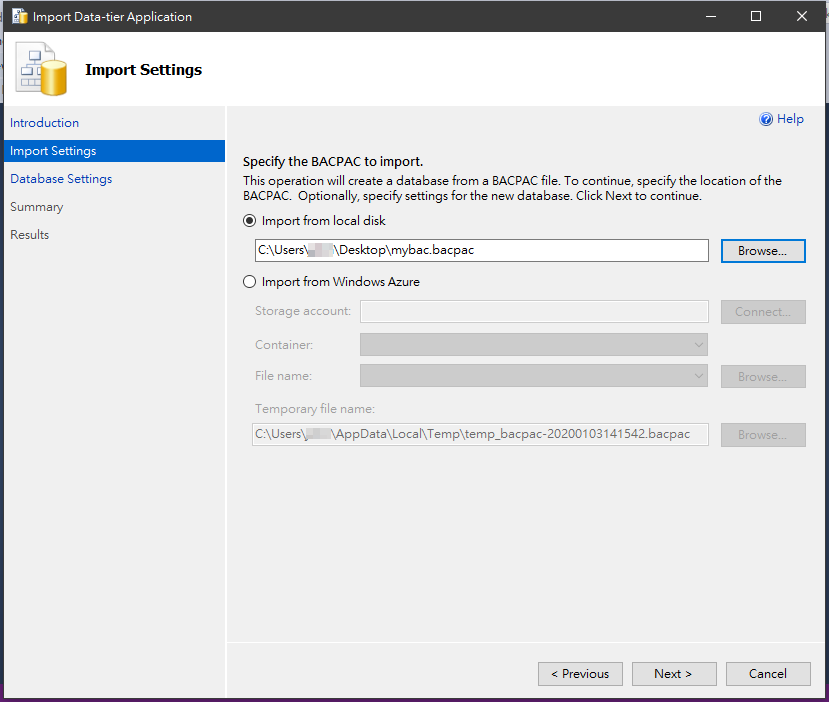 Import Data-tier Application
Import Settings
Introduction
Import Settings
Database Settings
Summary
Results
Help
Specify the BACPAC to import.
This operation will create a database from a BACPAC file. To continue, specify the location of the
BACPAC.  Optionally, specify settings for the new database. Click Next to continue.
Import from local disk
C:\Users\ \Desktop\mybac.bacpac
Browse...
Import from Windows Azure
Storage account:
Connect...
Container:
File name:
Browse...
Temporary file name:
C:\Users\ \AppData\Local\Temp\temp_bacpac-20200103141542.bacpac
Browse...
< Previous
Next >
Cancel